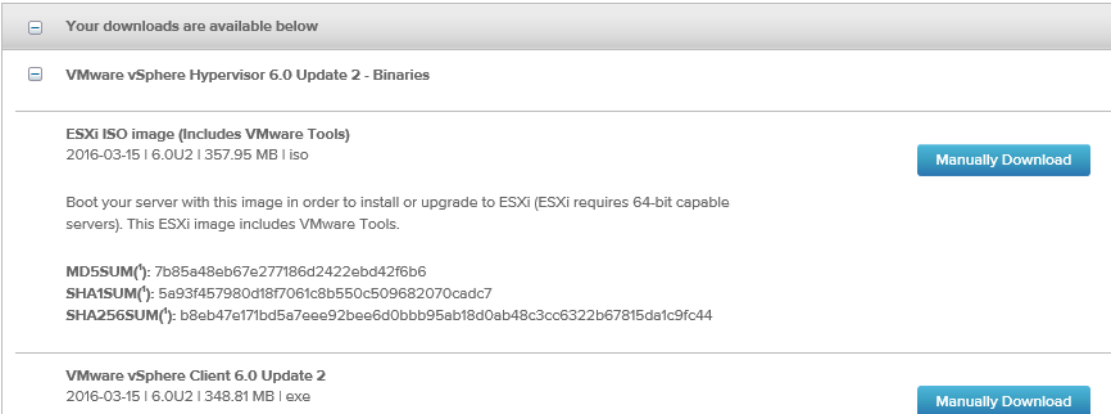 Your downloads are available below
VMware vSphere Hypervisor 6.0 Update 2 - Binaries
ESXi ISO image (Includes VMware Tools)
2016-03-15 | 6.0U2 | 357.95 MB | iso
Manually Download
Boot your server with this image in order to install or upgrade to ESXi (ESXi requires 64-bit capable
servers). This ESXi image includes VMware Tools.
MD5SUM(¹): 7b85a48eb67e277186d2422ebd42f6b6
SHA1SUM(¹): 5a93f457980d18f7061c8b550c509682070cadc7
SHA256SUM(¹): b8eb47e171bd5a7eee92bee6d0bbb95ab18d0ab48c3cc6322b67815da1c9fc44
VMware vSphere Client 6.0 Update 2
2016-03-15 | 6.0U2 | 348.81 MB | exe
Manually Download